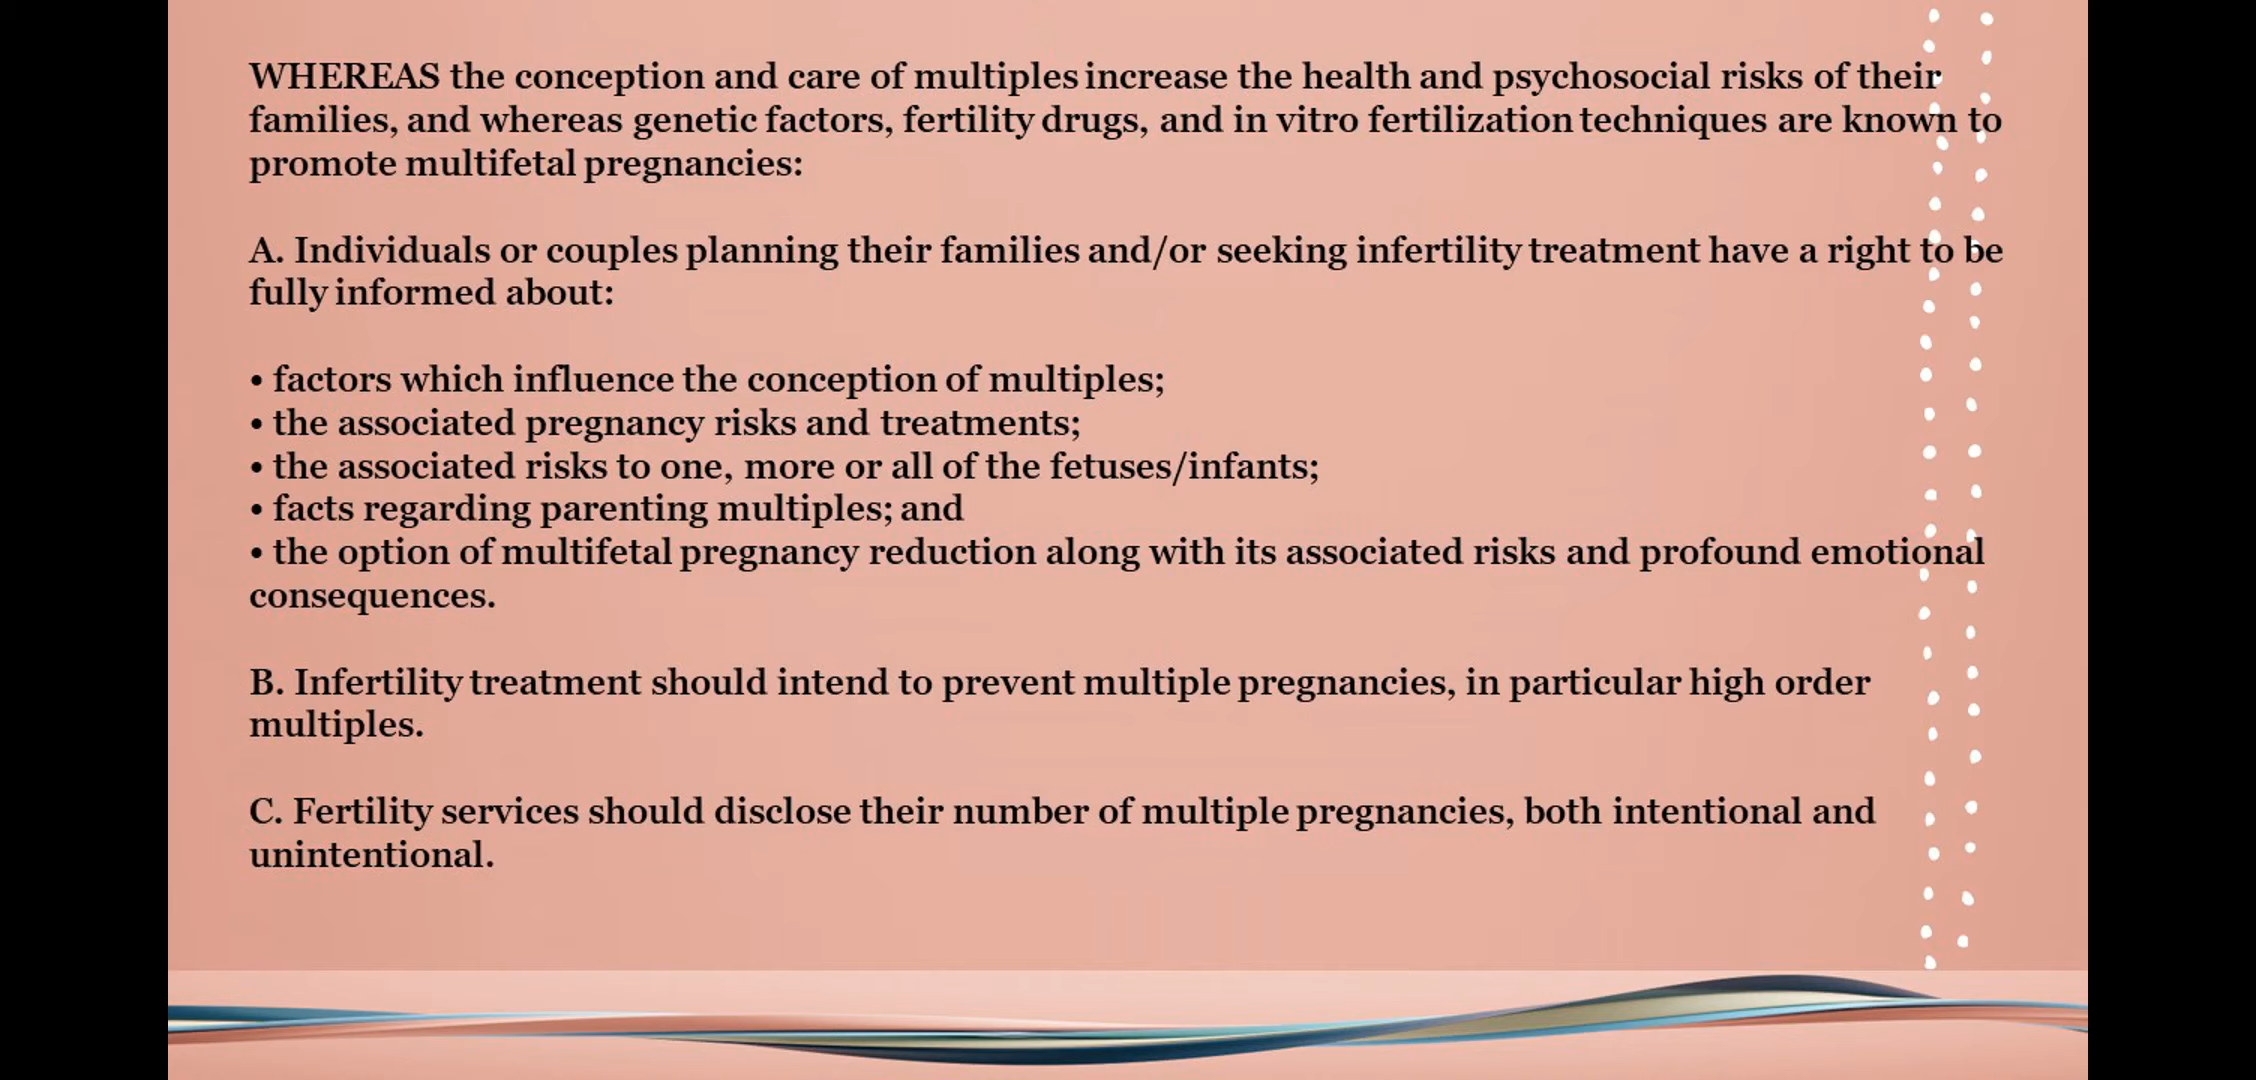 WHEREAS the conception and care of multiples increase the health and psychosocial risks of their
families, and whereas genetic factors, fertility drugs, and in vitro fertilization techniques are known to
promote multifetal pregnancies:
A. Individuals or couples planning their families and/or seeking infertility treatment have a right to be
fully informed about:
• factors which influence the conception of multiples;
• the associated pregnancy risks and treatments;
• the associated risks to one, more or all of the fetuses/infants;
• facts regarding parenting multiples; and
• the option of multifetal pregnancy reduction along with its associated risks and profound emotional
consequences.
B. Infertility treatment should intend to prevent multiple pregnancies, in particular high order
multiples.
C. Fertility services should disclose their number of multiple pregnancies, both intentional and
unintentional.